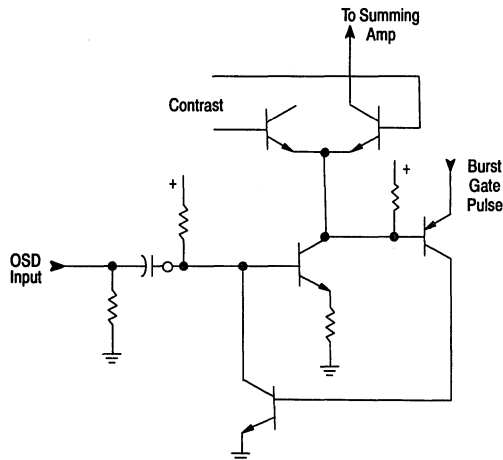 To Summing
Amp
Contrast
+
+
Burst
Gate
Pulse
OSD
Input